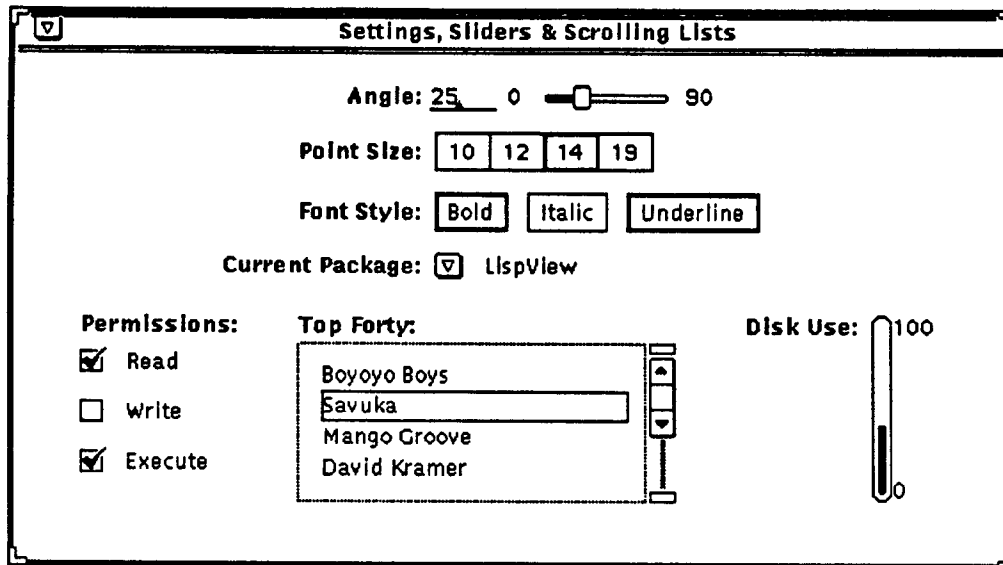 Settings, Sliders & Scrolling Lists
Angle: 25 0 90
Point Size: 10 12 14 19
Font Style: Bold Italic Underline
Current Package: LispView
Permissions:
Read
Write
Execute
Top Forty:
Boyoyo Boys
Savuka
Mango Groove
David Kramer
Disk Use: 100
0